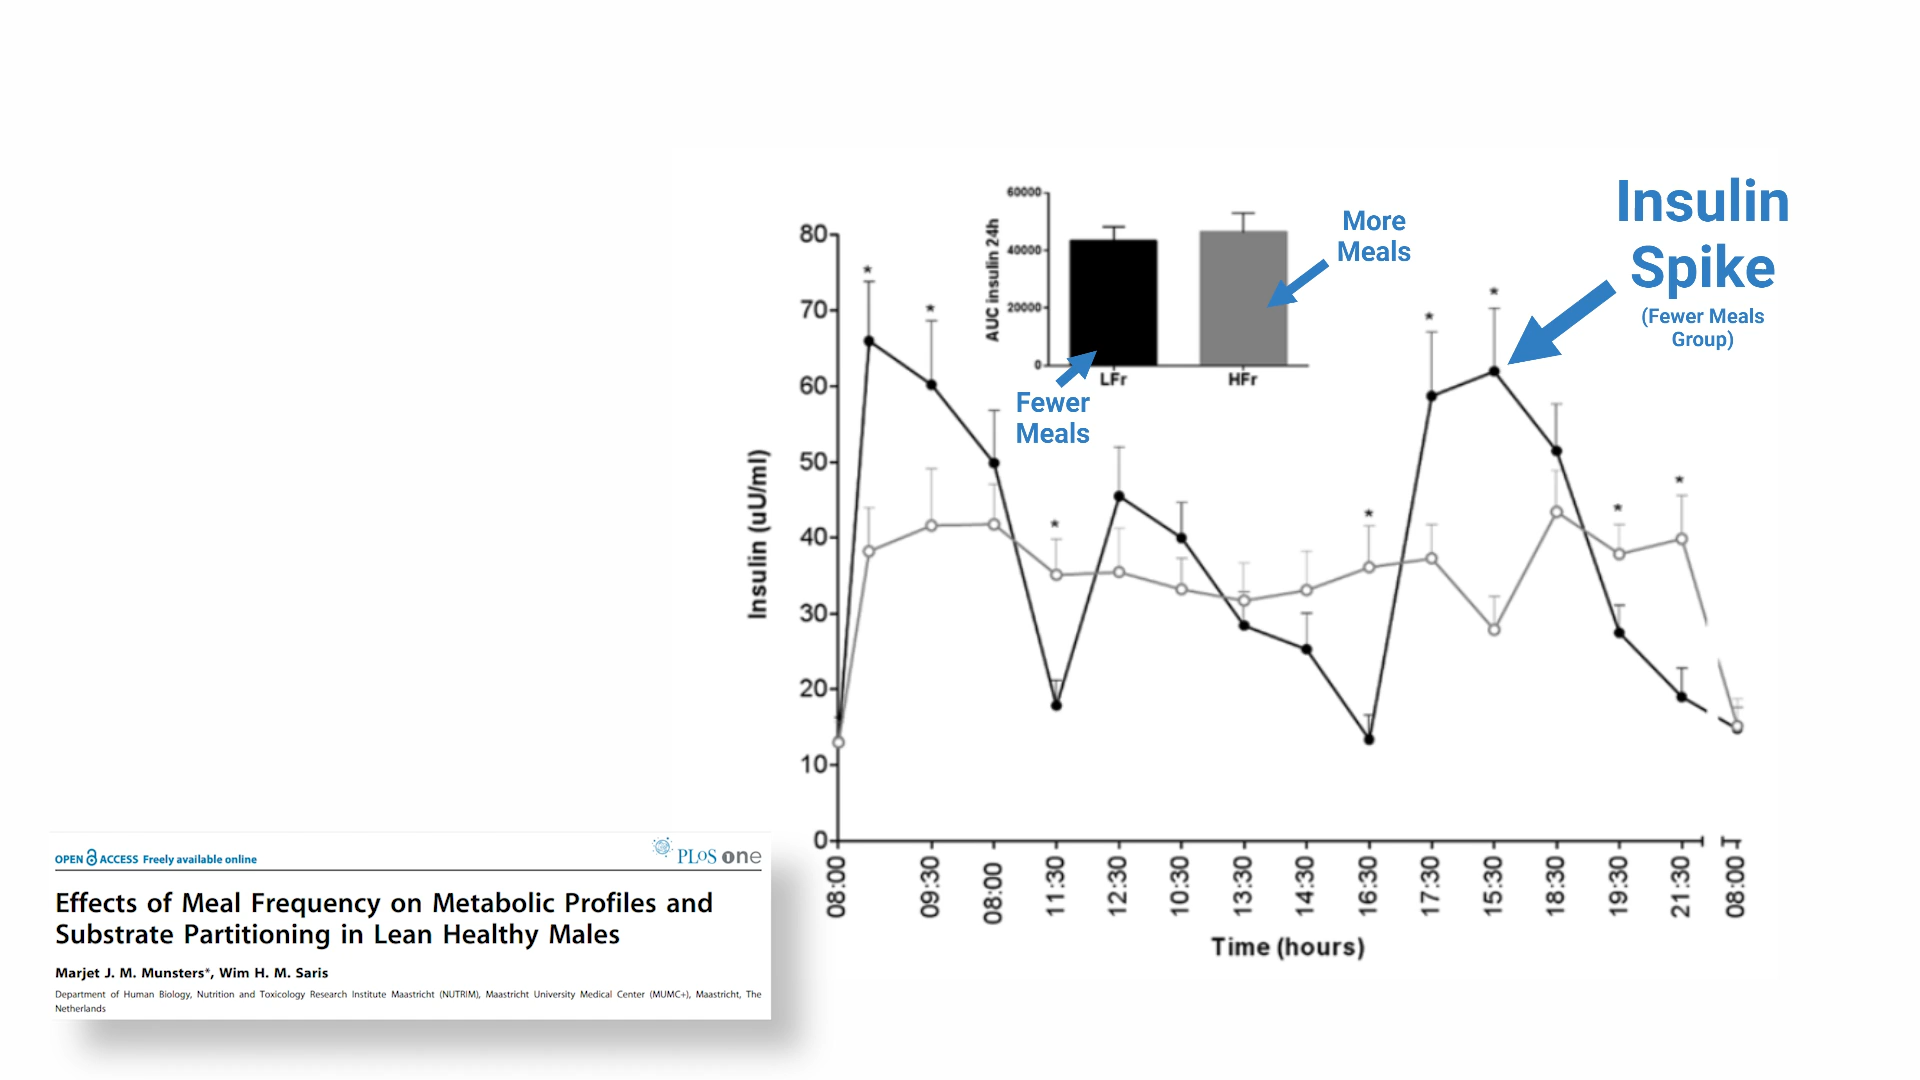 60000
40000
20000
0
AUC insulin 24h
LFr
HFr
More
Meals
Fewer
Meals
Insulin
Spike
(Fewer Meals
Group)
80
70
60
50
40
30
20
10
0
Insulin (uU/ml)
*
*
*
*
*
*
*
*
08:00
09:30
08:00
11:30
12:30
10:30
13:30
14:30
16:30
17:30
15:30
18:30
19:30
21:30
08:00
Time (hours)
OPEN ACCESS Freely available online
PLoS one
Effects of Meal Frequency on Metabolic Profiles and
Substrate Partitioning in Lean Healthy Males
Marjet J. M. Munsters*, Wim H. M. Saris
Department of Human Biology, Nutrition and Toxicology Research Institute Maastricht (NUTRIM), Maastricht University Medical Center (MUMC+), Maastricht, The
Netherlands